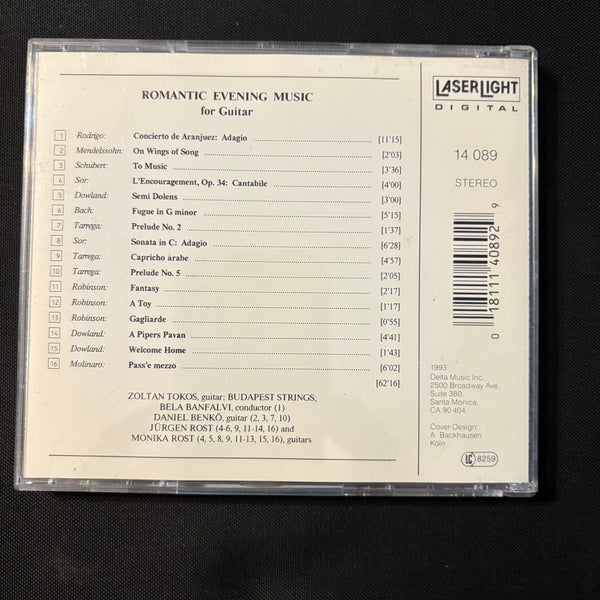 ROMANTIC EVENING MUSIC
for Guitar
1 Rodrigo: Concierto de Aranjuez: Adagio [11'15]
2 Mendelssohn: On Wings of Song [2'03]
3 Schubert: To Music [3'36]
4 Sor: L'Encouragement, Op. 34: Cantabile [4'00]
5 Dowland: Semi Dolens [3'00]
6 Bach: Fugue in G minor [5'15]
7 Tarrega: Prelude No. 2 [1'37]
8 Sor: Sonata in C: Adagio [6'28]
9 Tarrega: Capricho árabe [4'57]
10 Tarrega: Prelude No. 5 [2'05]
11 Robinson: Fantasy [2'17]
12 Robinson: A Toy [1'17]
13 Robinson: Gagliarde [0'55]
14 Dowland: A Pipers Pavan [4'41]
15 Dowland: Welcome Home [1'43]
16 Molinaro: Pass'e mezzo [6'02]
[62'16]
ZOLTAN TOKOS, guitar; BUDAPEST STRINGS;
BELA BANFALVI, conductor (1)
DANIEL BENKÖ, guitar (2, 3, 7, 10)
JÜRGEN ROST (4-6, 9, 11-14, 16) and
MONIKA ROST (4, 5, 8, 9, 11-13, 15, 16), guitars
LASERLIGHT
DIGITAL
14 089
STEREO
0 18111 40892 9
1993
Delta Music Inc.
2500 Broadway Ave.,
Suite 380,
Santa Monica,
CA 90 404
Cover-Design:
A. Backhausen
Köln
LC 8259